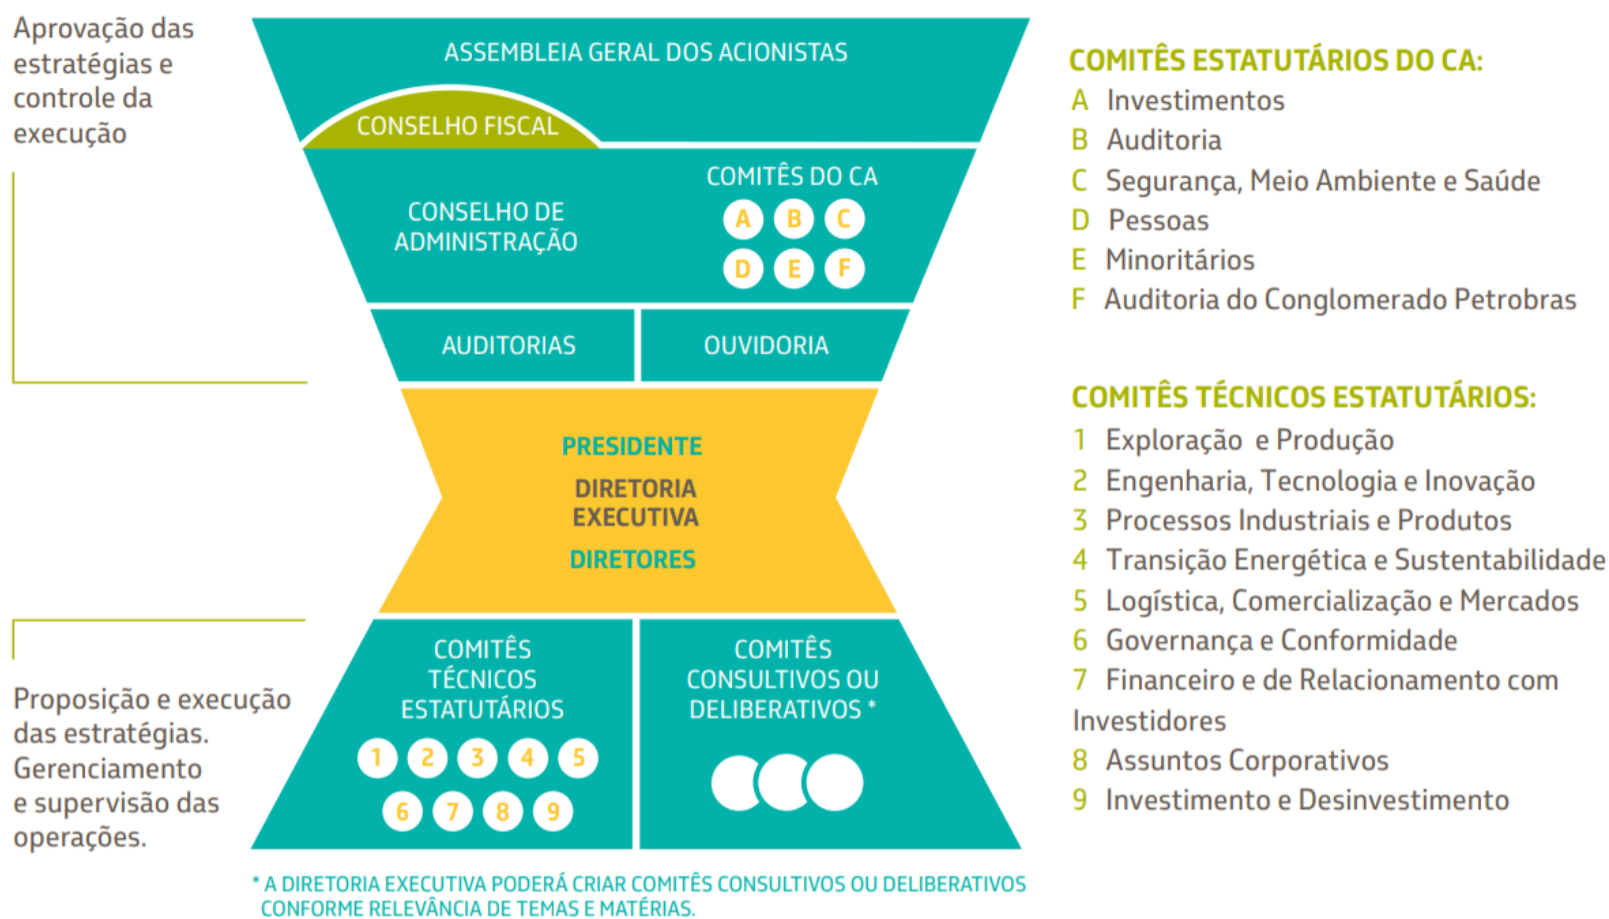 Aprovação das
estratégias e
controle da
execução
ASSEMBLEIA GERAL DOS ACIONISTAS
CONSELHO FISCAL
CONSELHO DE
ADMINISTRAÇÃO
COMITÊS DO CA
A B C
D E F
AUDITORIAS
OUVIDORIA
PRESIDENTE
DIRETORIA
EXECUTIVA
DIRETORES
Proposição e execução
das estratégias.
Gerenciamento
e supervisão das
operações.
COMITÊS
TÉCNICOS
ESTATUTÁRIOS
1 2 3 4 5
6 7 8 9
COMITÊS
CONSULTIVOS OU
DELIBERATIVOS *
* A DIRETORIA EXECUTIVA PODERÁ CRIAR COMITÊS CONSULTIVOS OU DELIBERATIVOS
CONFORME RELEVÂNCIA DE TEMAS E MATÉRIAS.
COMITÊS ESTATUTÁRIOS DO CA:
A Investimentos
B Auditoria
C Segurança, Meio Ambiente e Saúde
D Pessoas
E Minoritários
F Auditoria do Conglomerado Petrobras
COMITÊS TÉCNICOS ESTATUTÁRIOS:
1 Exploração e Produção
2 Engenharia, Tecnologia e Inovação
3 Processos Industriais e Produtos
4 Transição Energética e Sustentabilidade
5 Logística, Comercialização e Mercados
6 Governança e Conformidade
7 Financeiro e de Relacionamento com
Investidores
8 Assuntos Corporativos
9 Investimento e Desinvestimento